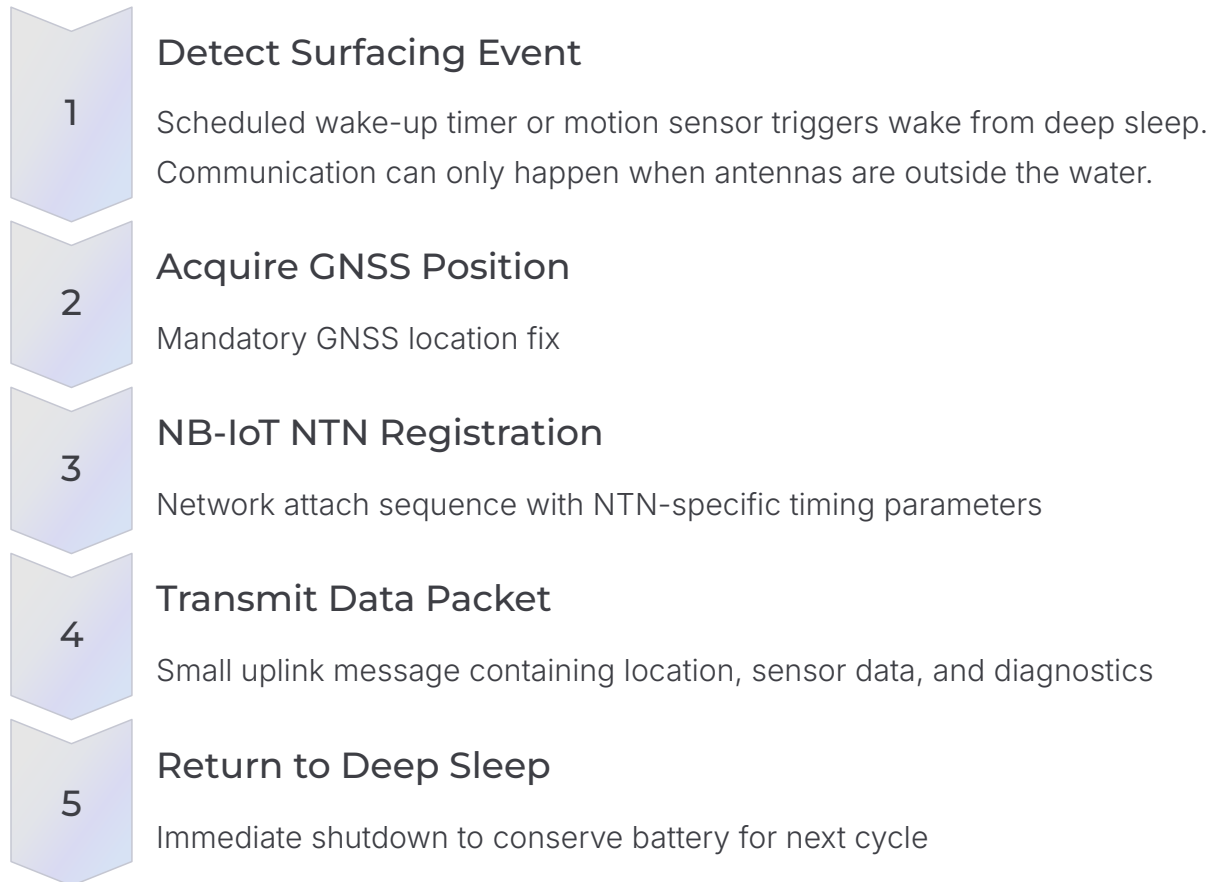 1
Detect Surfacing Event
Scheduled wake-up timer or motion sensor triggers wake from deep sleep.
Communication can only happen when antennas are outside the water.
2
Acquire GNSS Position
Mandatory GNSS location fix
3
NB-IoT NTN Registration
Network attach sequence with NTN-specific timing parameters
4
Transmit Data Packet
Small uplink message containing location, sensor data, and diagnostics
5
Return to Deep Sleep
Immediate shutdown to conserve battery for next cycle